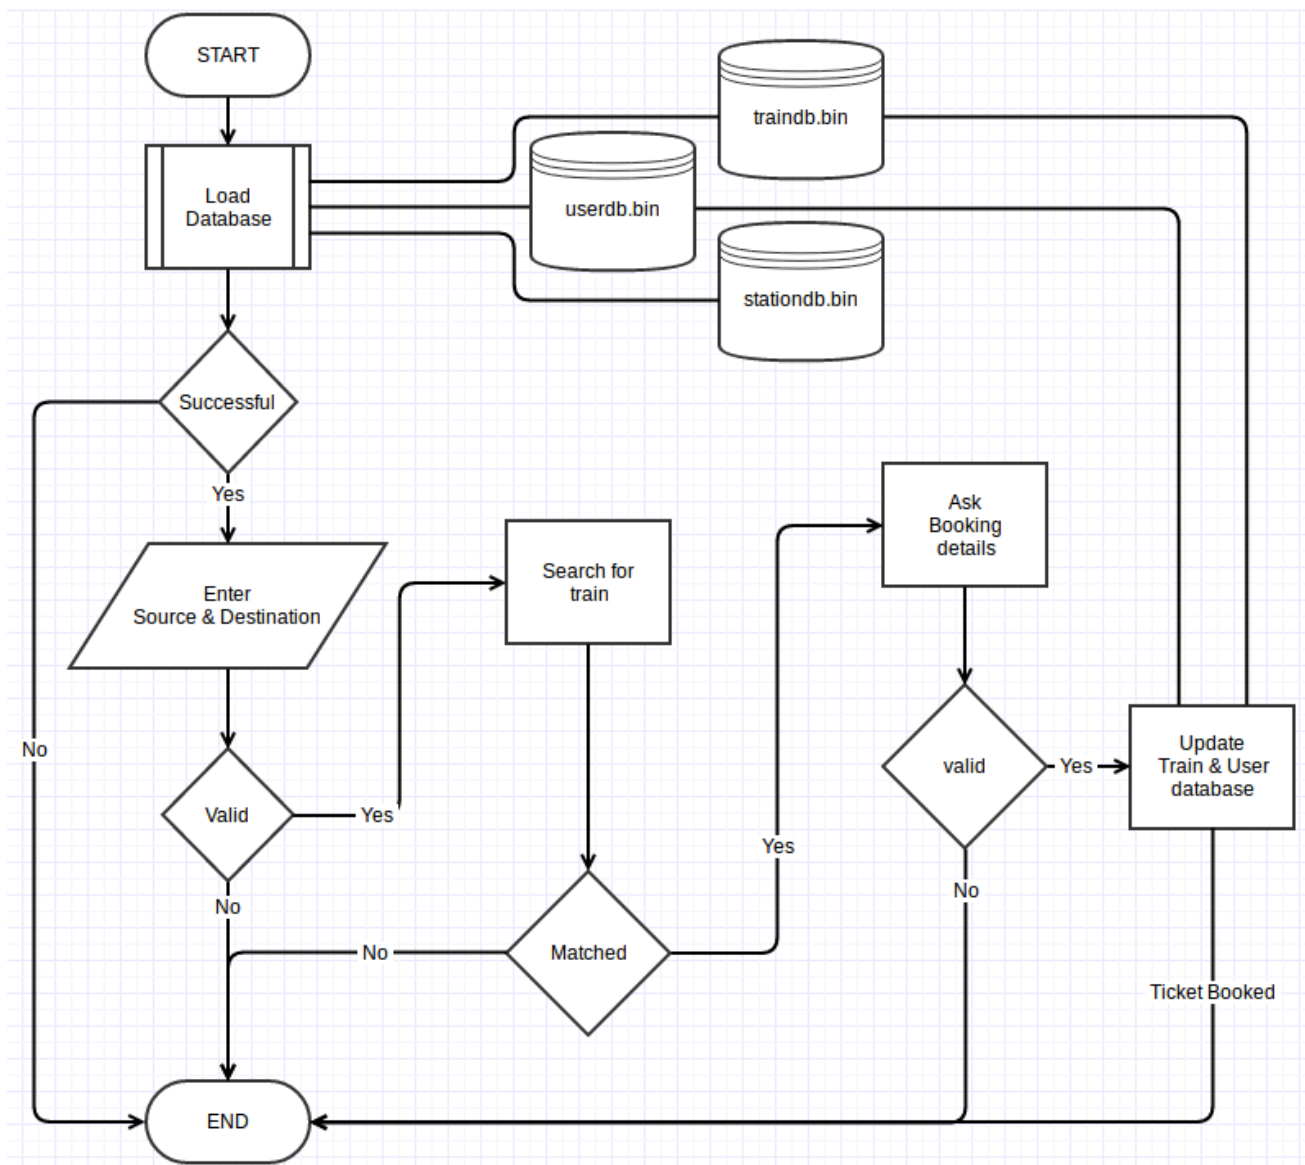 START
traindb.bin
Load
Database
userdb.bin
stationdb.bin
Successful
Yes
Ask
Booking
details
Search for
train
Enter
Source & Destination
No
Update
Train & User
database
valid
Yes
Valid
Yes
Yes
No
No
Matched
No
Ticket Booked
END